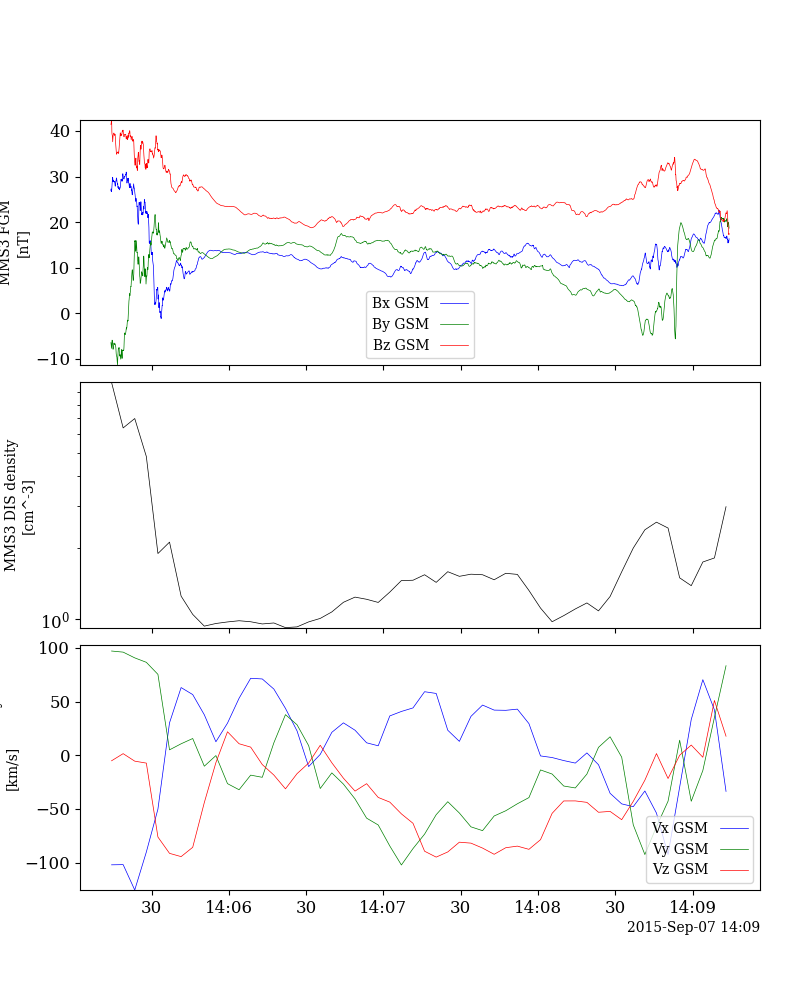 40
30
20
10
0
−10
MMS3 FGM
[nT]
Bx GSM
By GSM
Bz GSM
10^0
MMS3 DIS density
[cm^-3]
100
50
0
−50
−100
[km/s]
Vx GSM
Vy GSM
Vz GSM
30 14:06 30 14:07 30 14:08 30 14:09
2015-Sep-07 14:09